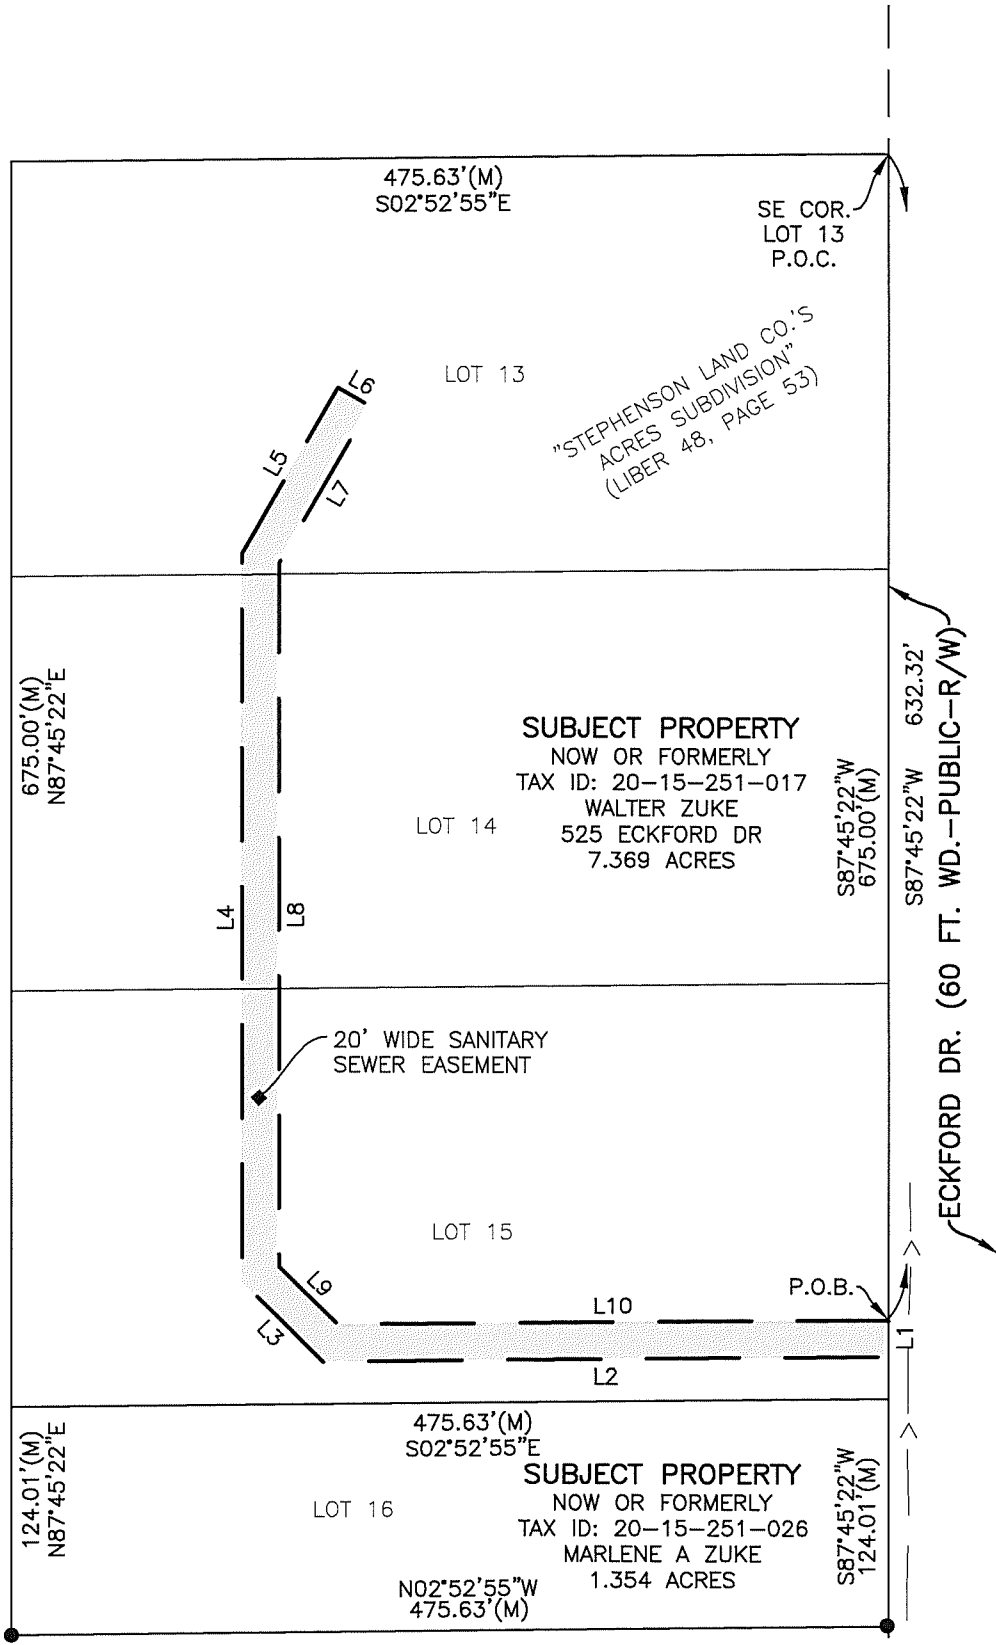 475.63'(M)
S02°52'55"E
SE COR.
LOT 13
P.O.C.
LOT 13
"STEPHENSON LAND CO.'S
ACRES SUBDIVISION"
(LIBER 48, PAGE 53)
L6
L5
L7
675.00'(M)
N87°45'22"E
SUBJECT PROPERTY
NOW OR FORMERLY
TAX ID: 20-15-251-017
WALTER ZUKE
525 ECKFORD DR
7.369 ACRES
LOT 14
S87°45'22"W
675.00'(M)
S87°45'22"W 632.32'
ECKFORD DR. (60 FT. WD.-PUBLIC-R/W)
L4
L8
20' WIDE SANITARY
SEWER EASEMENT
LOT 15
L9
L3
L10
P.O.B.
L1
L2
475.63'(M)
S02°52'55"E
124.01'(M)
N87°45'22"E
SUBJECT PROPERTY
NOW OR FORMERLY
TAX ID: 20-15-251-026
MARLENE A ZUKE
1.354 ACRES
LOT 16
S87°45'22"W
124.01'(M)
N02°52'55"W
475.63'(M)